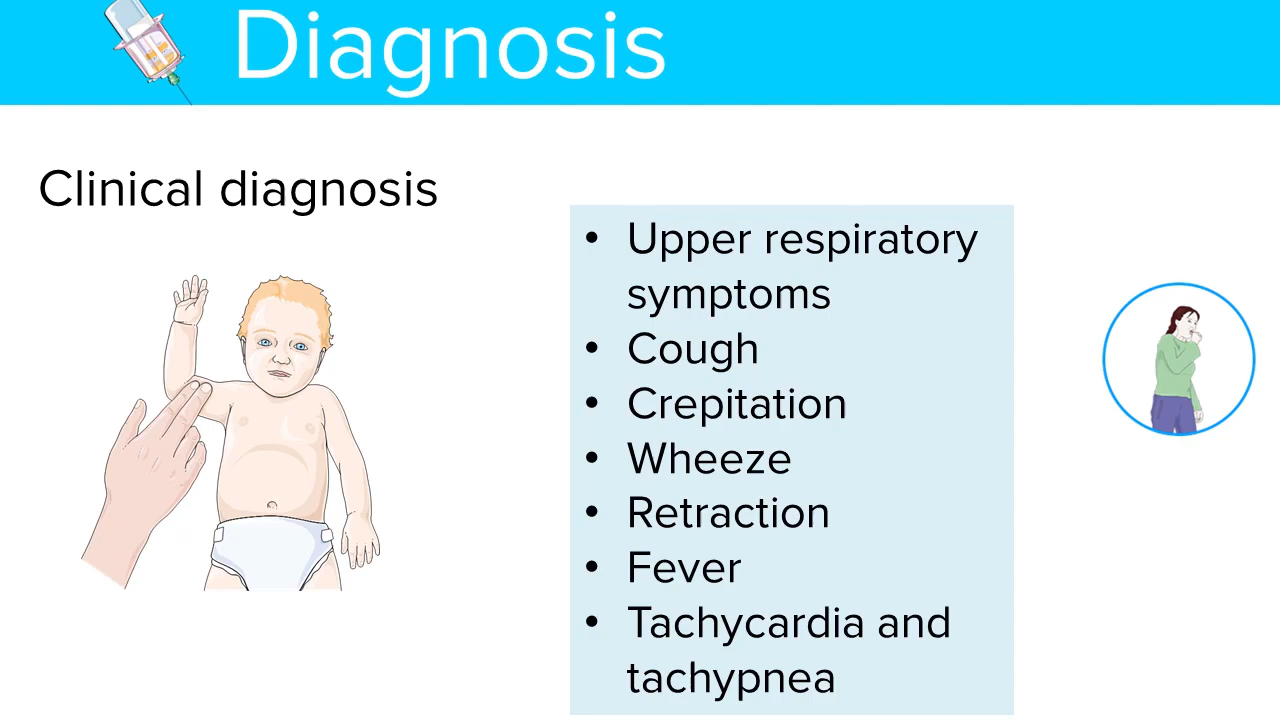 Diagnosis
Clinical diagnosis
• Upper respiratory
symptoms
• Cough
• Crepitation
• Wheeze
• Retraction
• Fever
• Tachycardia and
tachypnea